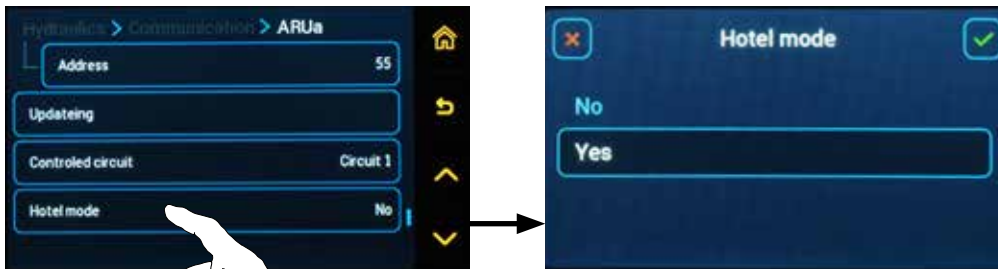 Hydraulics > Communication > ARUa
Address 55
Updateing
Controled circuit Circuit 1
Hotel mode No
Hotel mode
No
Yes